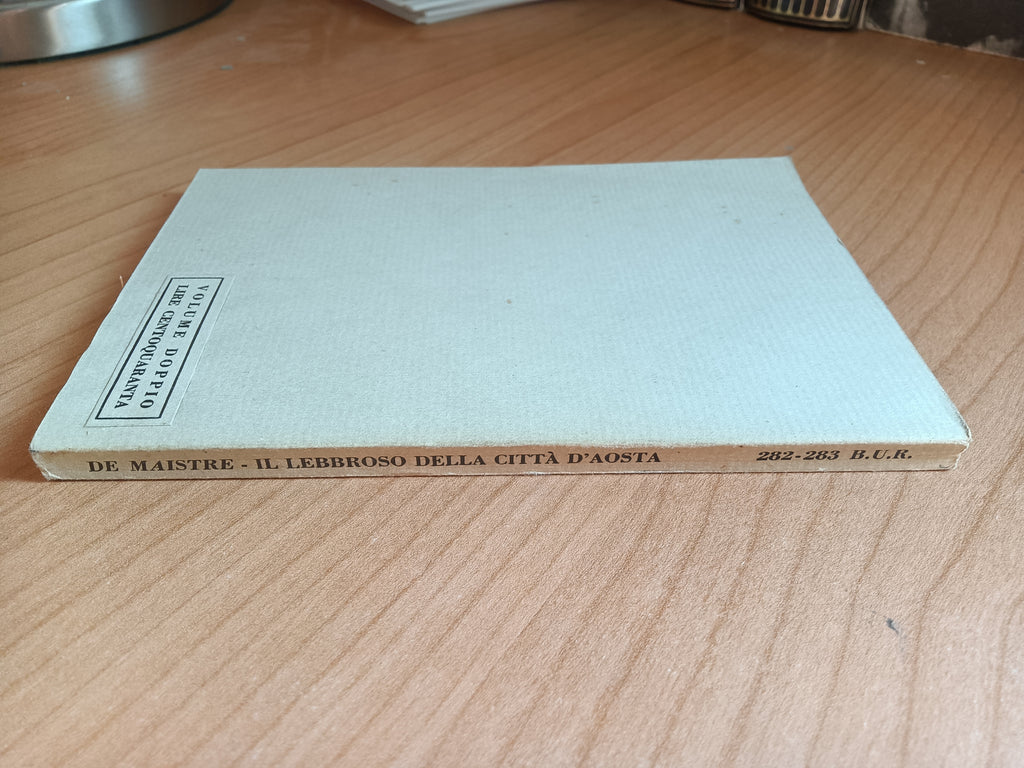 VOLUME DOPPIO
LIRE CENTOQUARANTA
DE MAISTRE - IL LEBBROSO DELLA CITTÀ D'AOSTA 282-283 B.U.R.